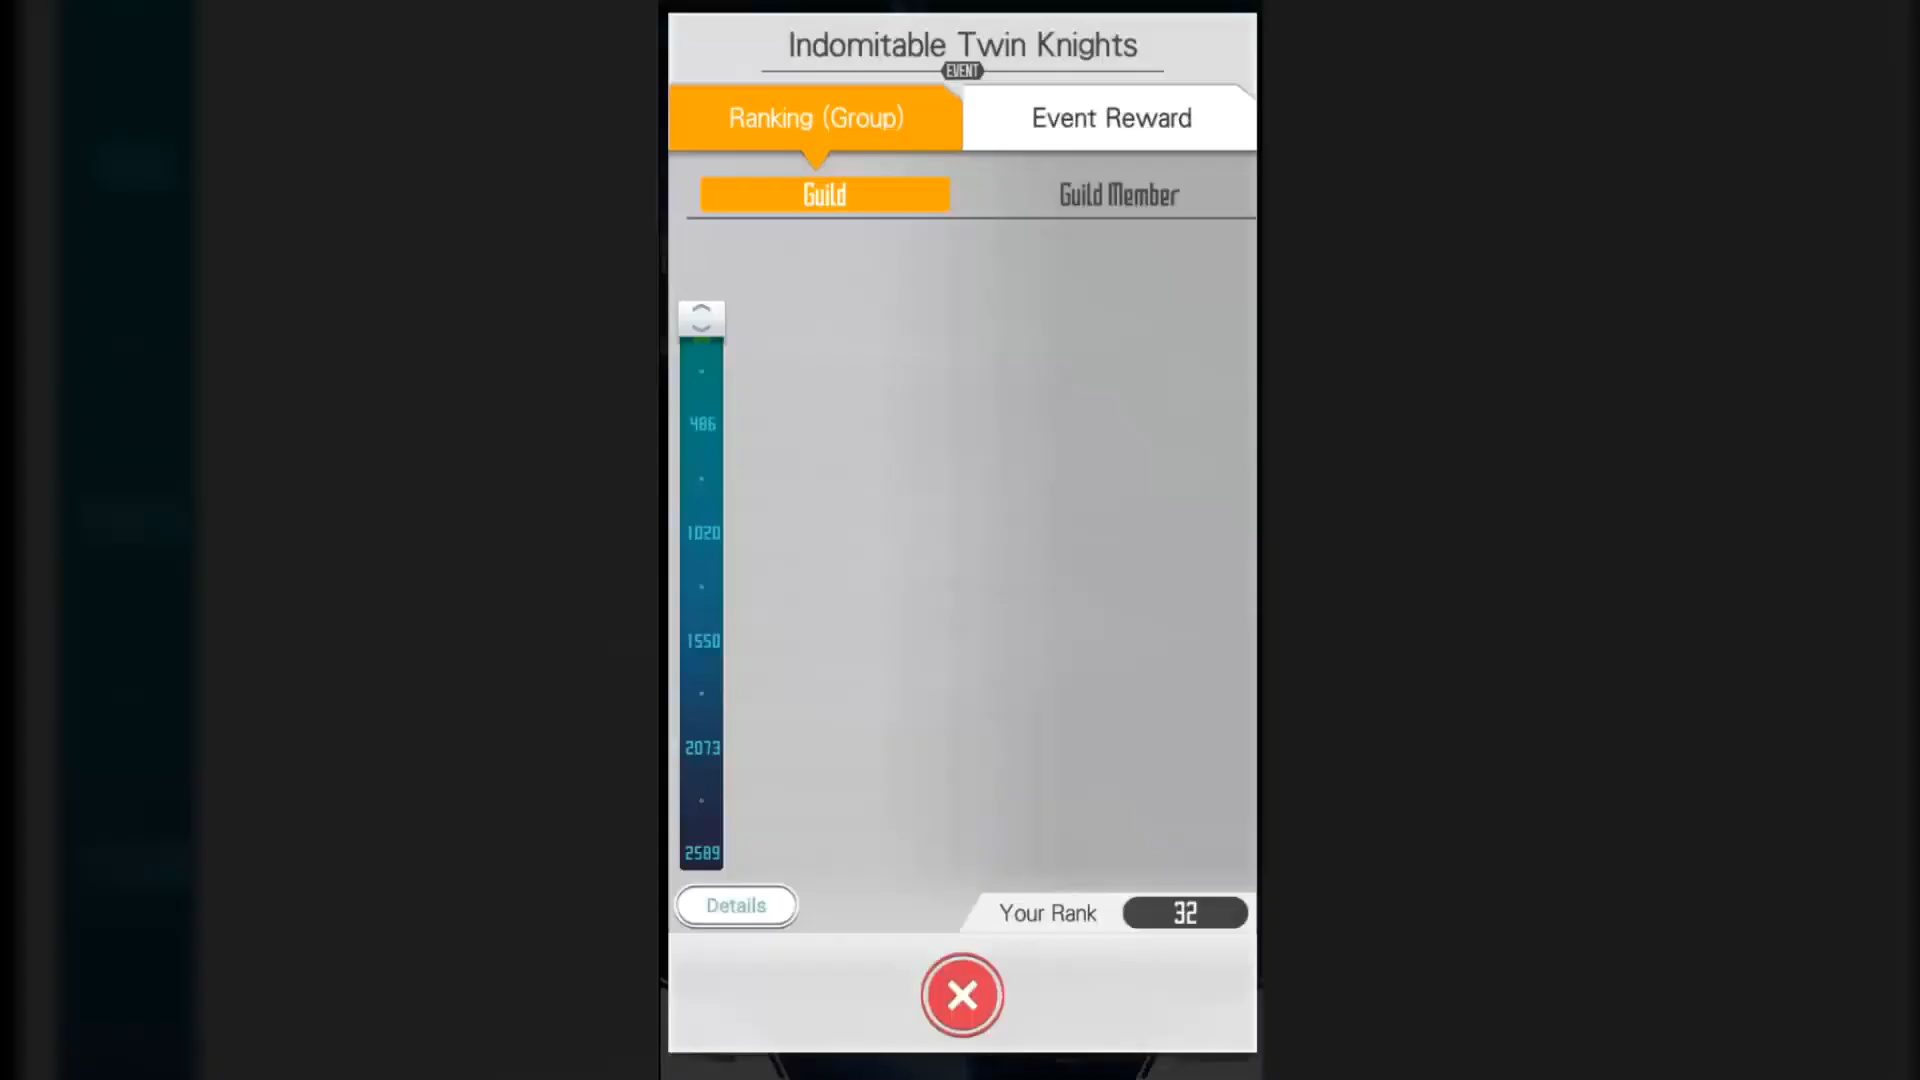 Indomitable Twin Knights
EVENT
Ranking (Group)
Event Reward
Guild
Guild Member
486
1020
1550
2073
2589
Details
Your Rank
32